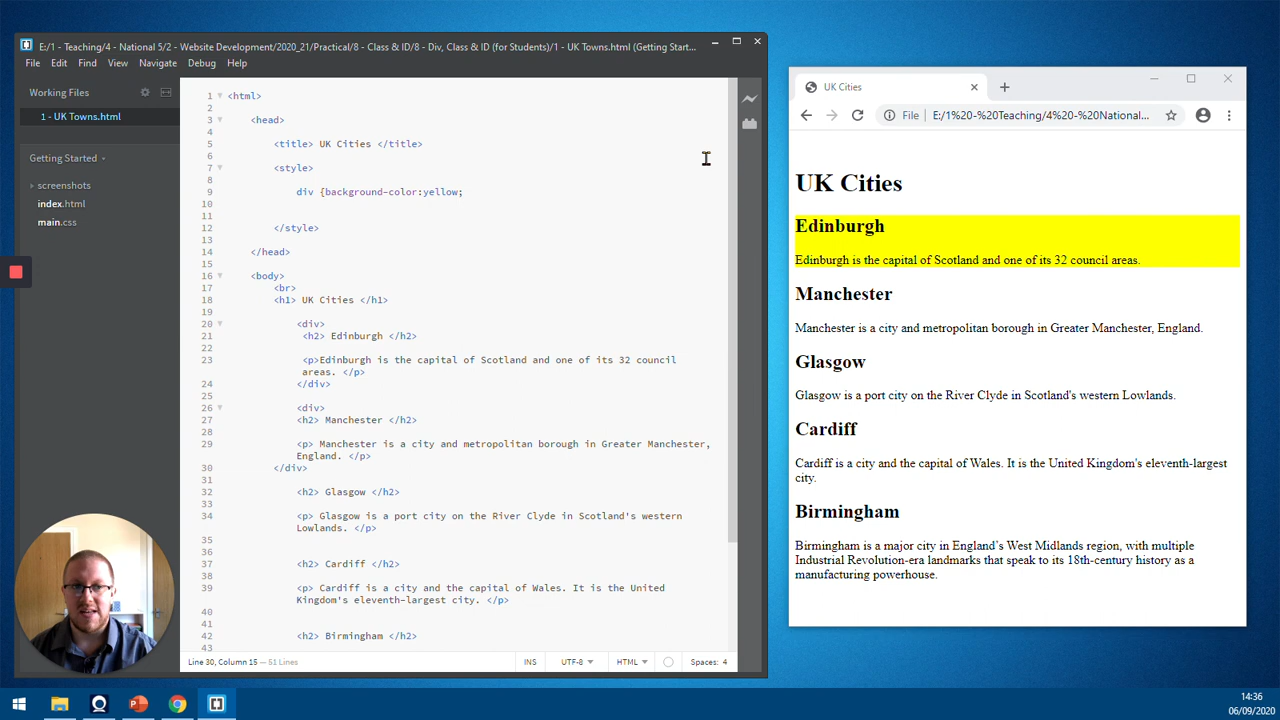 E:/1 - Teaching/4 - National 5/2 - Website Development/2020_21/Practical/8 - Class & ID/8 - Div, Class & ID (for Students)/1 - UK Towns.html (Getting Start...
File Edit Find View Navigate Debug Help
Working Files
1 - UK Towns.html
Getting Started
screenshots
index.html
main.css
1 <html>
2
3 <head>
4
5 <title> UK Cities </title>
6
7 <style>
8
9 div {background-color:yellow;
10
11
12 </style>
13
14 </head>
15
16 <body>
17 <br>
18 <h1> UK Cities </h1>
19
20 <div>
21 <h2> Edinburgh </h2>
22
23 <p>Edinburgh is the capital of Scotland and one of its 32 council
areas. </p>
24 </div>
25
26 <div>
27 <h2> Manchester </h2>
28
29 <p> Manchester is a city and metropolitan borough in Greater Manchester,
England. </p>
30 </div>
31
32 <h2> Glasgow </h2>
33
34 <p> Glasgow is a port city on the River Clyde in Scotland's western
Lowlands. </p>
35
36
37 <h2> Cardiff </h2>
38
39 <p> Cardiff is a city and the capital of Wales. It is the United
Kingdom's eleventh-largest city. </p>
40
41
42 <h2> Birmingham </h2>
43
Line 30, Column 15 — 51 Lines
INS UTF-8 HTML Spaces: 4
UK Cities
File E:/1%20-%20Teaching/4%20-%20National...
UK Cities
Edinburgh
Edinburgh is the capital of Scotland and one of its 32 council areas.
Manchester
Manchester is a city and metropolitan borough in Greater Manchester, England.
Glasgow
Glasgow is a port city on the River Clyde in Scotland's western Lowlands.
Cardiff
Cardiff is a city and the capital of Wales. It is the United Kingdom's eleventh-largest
city.
Birmingham
Birmingham is a major city in England’s West Midlands region, with multiple
Industrial Revolution-era landmarks that speak to its 18th-century history as a
manufacturing powerhouse.
14:36
06/09/2020